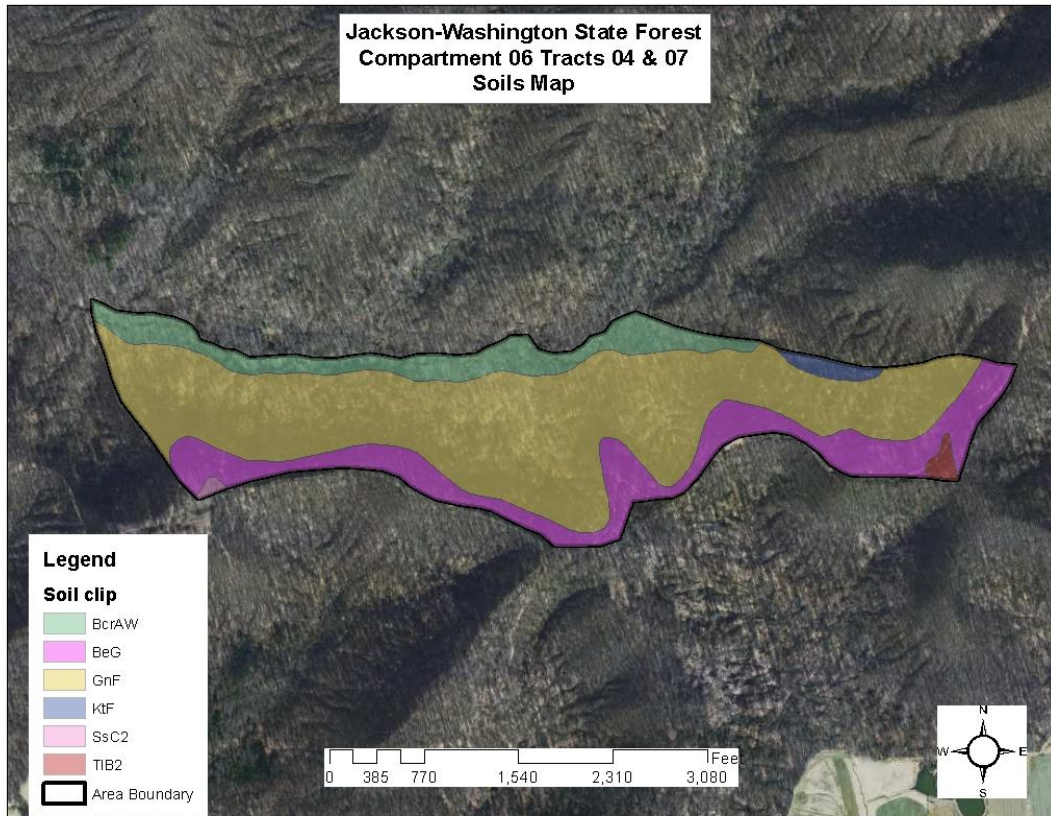 Jackson-Washington State Forest
Compartment 06 Tracts 04 & 07
Soils Map
Legend
Soil clip
BcrAW
BeG
GnF
KtF
SsC2
TlB2
Area Boundary
Feet
0 385 770 1,540 2,310 3,080
N
W E
S